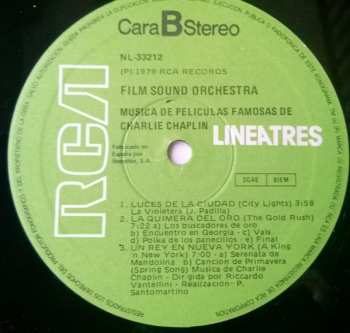 Cara B Stereo
NL-33212
(P) 1979 RCA RECORDS
FILM SOUND ORCHESTRA
MUSICA DE PELICULAS FAMOSAS DE
CHARLIE CHAPLIN
LINEATRES
RCA
Fabricado en
España por
SGAE BIEM
1. LUCES DE LA CIUDAD (City Lights) 3:58
La Violetera (J. Padilla)
2. LA QUIMERA DEL ORO (The Gold Rush)
7:22 a) Los buscadores de oro
b) Encuentro en Georgia - c) Vals
d) Polka de los panecillos - e) Final
3. UN REY EN NUEVA YORK (A King
in New York) 7:00 - a) Serenata de
Mandolina b) Cancion de Primavera
(Spring Song) Musica de Charlie
Chaplin - Dirigida por Riccardo
Vantellini - Realizacion- P.
Santomartino